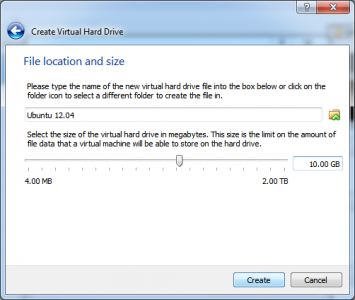 Create Virtual Hard Drive
File location and size
Please type the name of the new virtual hard drive file into the box below or click on the
folder icon to select a different folder to create the file in.
Ubuntu 12.04
Select the size of the virtual hard drive in megabytes. This size is the limit on the amount of
file data that a virtual machine will be able to store on the hard drive.
10.00 GB
4.00 MB
2.00 TB
Create
Cancel